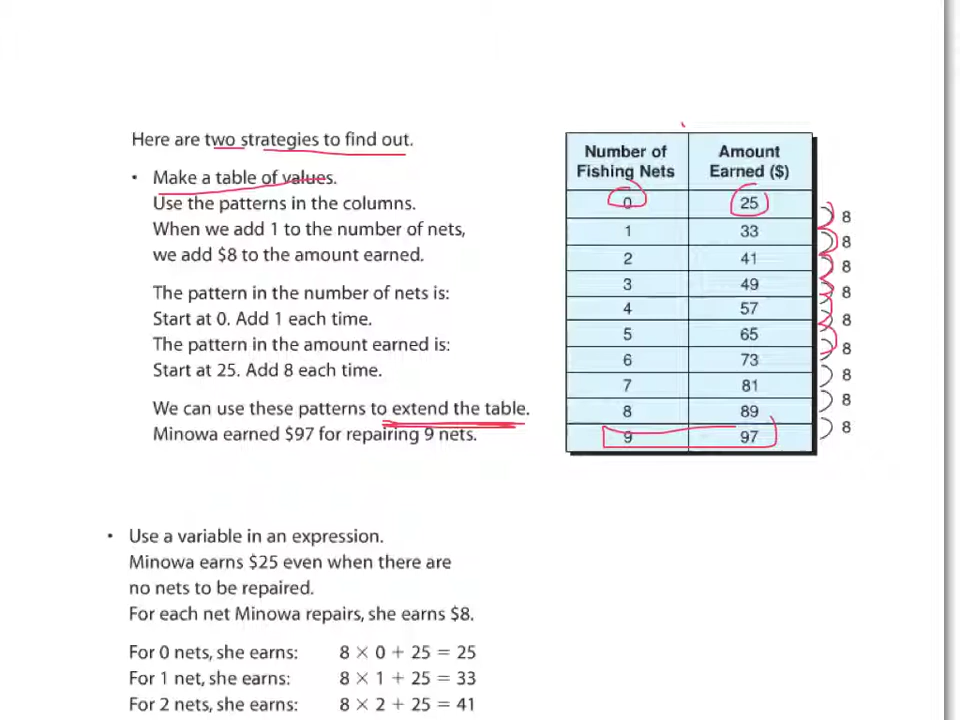 Here are two strategies to find out.
• Make a table of values.
Use the patterns in the columns.
When we add 1 to the number of nets,
we add $8 to the amount earned.
The pattern in the number of nets is:
Start at 0. Add 1 each time.
The pattern in the amount earned is:
Start at 25. Add 8 each time.
We can use these patterns to extend the table.
Minowa earned $97 for repairing 9 nets.
Number of Fishing Nets Amount Earned ($)
0 25
8
1 33
8
2 41
8
3 49
8
4 57
8
5 65
8
6 73
8
7 81
8
8 89
8
9 97
• Use a variable in an expression.
Minowa earns $25 even when there are
no nets to be repaired.
For each net Minowa repairs, she earns $8.
For 0 nets, she earns: 8 × 0 + 25 = 25
For 1 net, she earns: 8 × 1 + 25 = 33
For 2 nets, she earns: 8 × 2 + 25 = 41